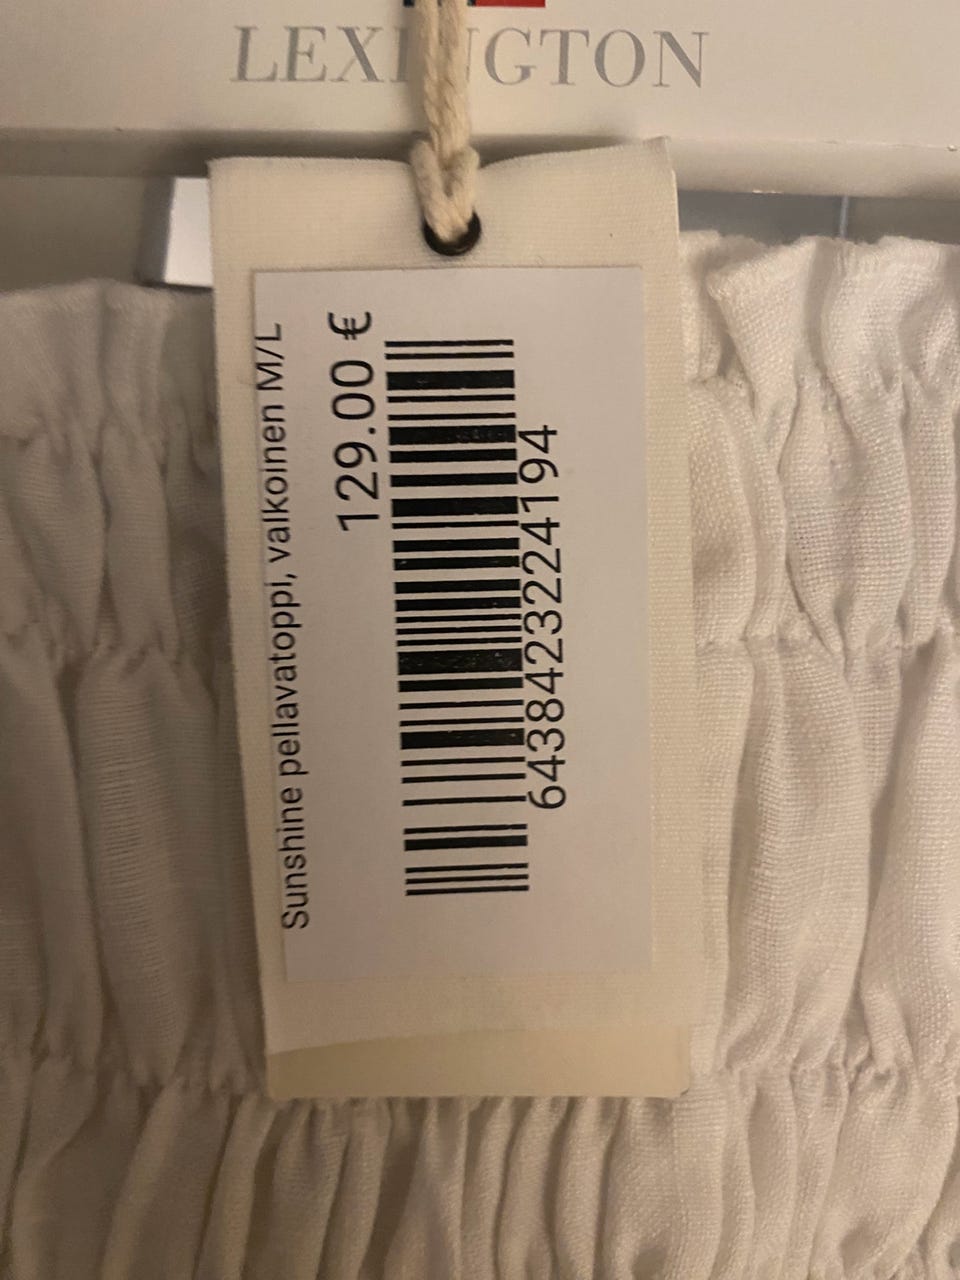 LEXINGTON
Sunshine pellavatoppi, valkoinen M/L
129.00 €
6438423224194